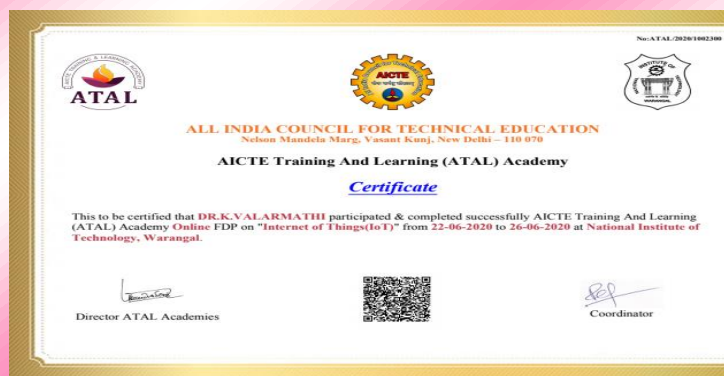 No:ATAL/2020/1002300
ATAL
AICTE
ALL INDIA COUNCIL FOR TECHNICAL EDUCATION
Nelson Mandela Marg, Vasant Kunj, New Delhi – 110 070
AICTE Training And Learning (ATAL) Academy
Certificate
This to be certified that DR.K.VALARMATHI participated & completed successfully AICTE Training And Learning
(ATAL) Academy Online FDP on "Internet of Things(IoT)" from 22-06-2020 to 26-06-2020 at National Institute of
Technology, Warangal.
Director ATAL Academies
Coordinator